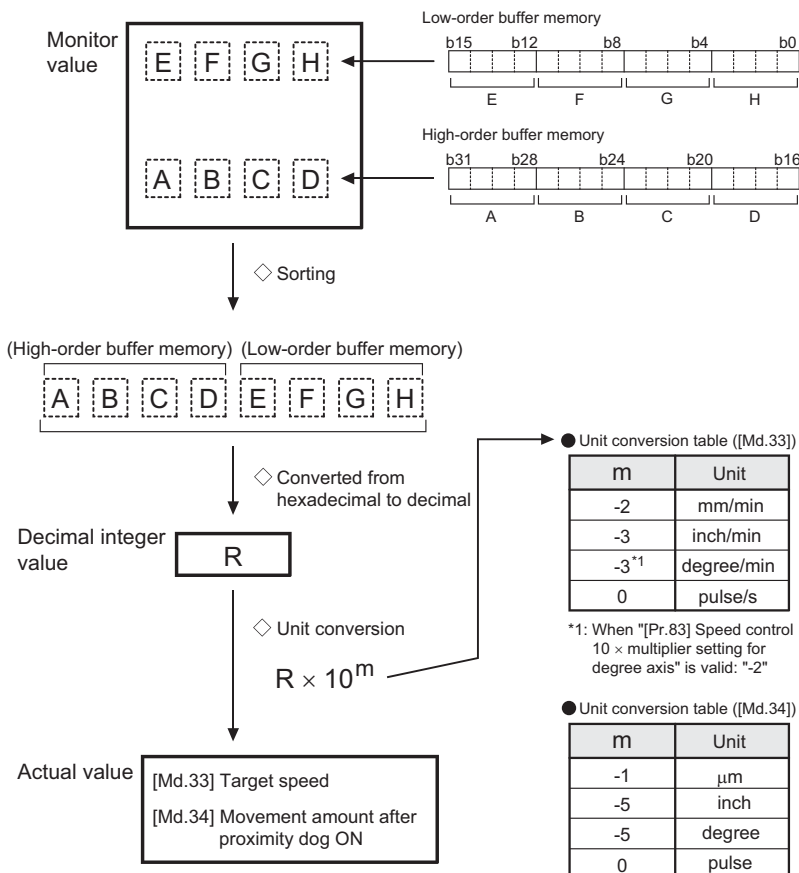 Monitor value
E F G H
A B C D
Low-order buffer memory
b15 b12 b8 b4 b0
E F G H
High-order buffer memory
b31 b28 b24 b20 b16
A B C D
◇ Sorting
(High-order buffer memory) (Low-order buffer memory)
A B C D E F G H
◇ Converted from
hexadecimal to decimal
Decimal integer
value
R
◇ Unit conversion
R × 10^m
Actual value
[Md.33] Target speed
[Md.34] Movement amount after
proximity dog ON
● Unit conversion table ([Md.33])
m Unit
-2 mm/min
-3 inch/min
-3*1 degree/min
0 pulse/s
*1: When "[Pr.83] Speed control
10 × multiplier setting for
degree axis" is valid: "-2"
● Unit conversion table ([Md.34])
m Unit
-1 μm
-5 inch
-5 degree
0 pulse